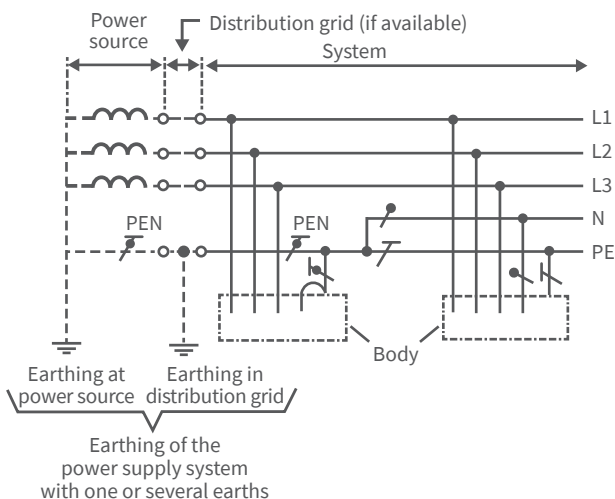 Power
source
Distribution grid (if available)
System
L1
L2
L3
N
PEN
PEN
PE
Body
Earthing at
power source
Earthing in
distribution grid
Earthing of the
power supply system
with one or several earths